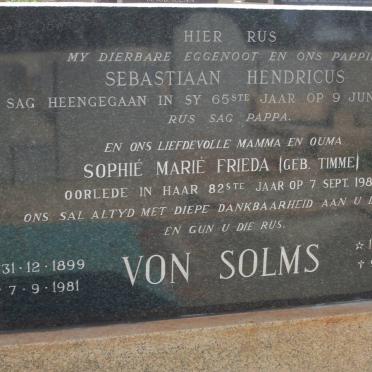 HIER RUS
MY DIERBARE EGGENOOT EN ONS PAPPIE
SEBASTIAAN HENDRICUS
SAG HEENGEGAAN IN SY 65STE JAAR OP 9 JUN
RUS SAG PAPPA.
EN ONS LIEFDEVOLLE MAMMA EN OUMA
SOPHIÉ MARIÉ FRIEDA (GEB. TIMME)
OORLEDE IN HAAR 82STE JAAR OP 7 SEPT. 198
ONS SAL ALTYD MET DIEPE DANKBAARHEID AAN U D
EN GUN U DIE RUS.
31-12-1899
7-9-1981
VON SOLMS